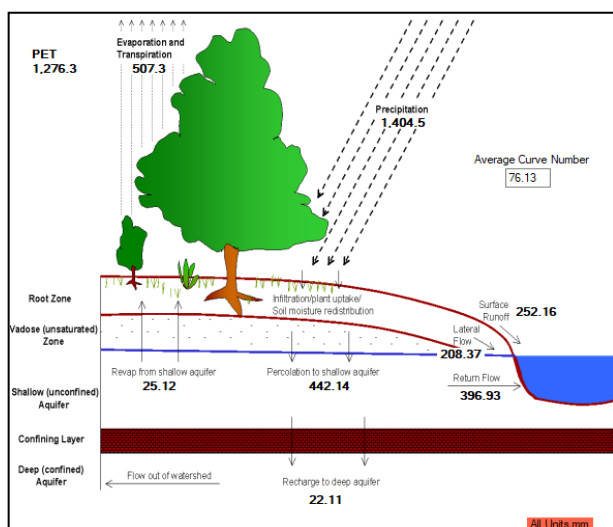 PET
1,276.3
Evaporation and
Transpiration
507.3
Precipitation
1,404.5
Average Curve Number
76.13
Root Zone
Infiltration/plant uptake/
Soil moisture redistribution
Surface
Runoff
252.16
Vadose (unsaturated)
Zone
Lateral
Flow
208.37
Revap from shallow aquifer
25.12
Percolation to shallow aquifer
442.14
Return Flow
396.93
Shallow (unconfined)
Aquifer
Confining Layer
Deep (confined)
Aquifer
Flow out of watershed
Recharge to deep aquifer
22.11
All Units mm